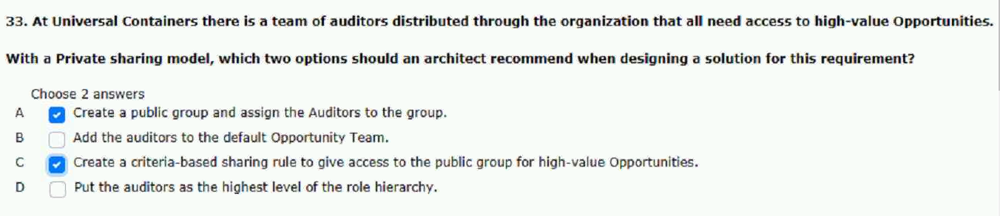 33. At Universal Containers there is a team of auditors distributed through the organization that all need access to high-value Opportunities.
With a Private sharing model, which two options should an architect recommend when designing a solution for this requirement?
Choose 2 answers
A Create a public group and assign the Auditors to the group.
B Add the auditors to the default Opportunity Team.
C Create a criteria-based sharing rule to give access to the public group for high-value Opportunities.
D Put the auditors as the highest level of the role hierarchy.